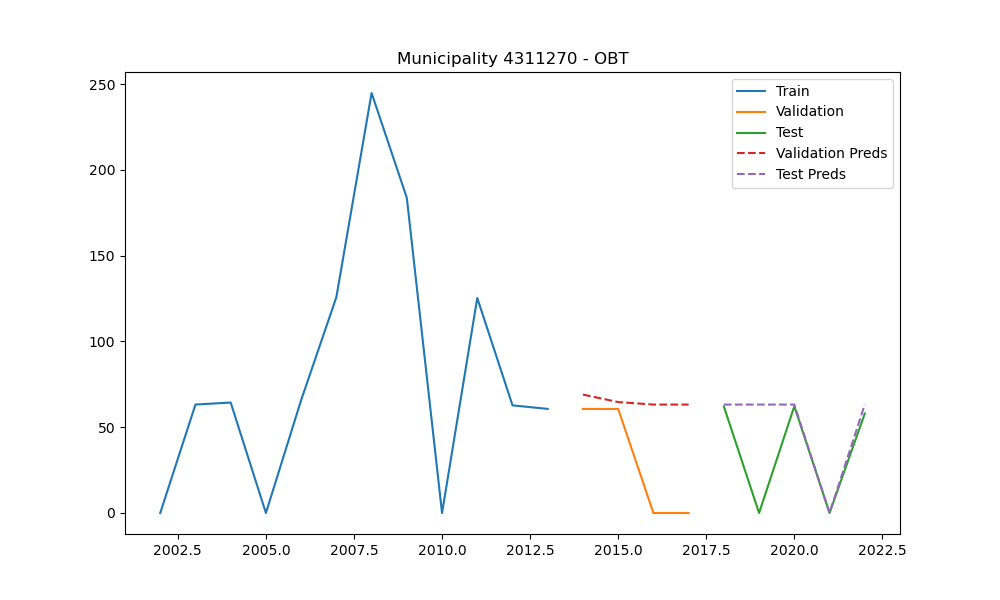 Municipality 4311270 - OBT
250
200
150
100
50
0
2002.5 2005.0 2007.5 2010.0 2012.5 2015.0 2017.5 2020.0 2022.5
Train
Validation
Test
Validation Preds
Test Preds